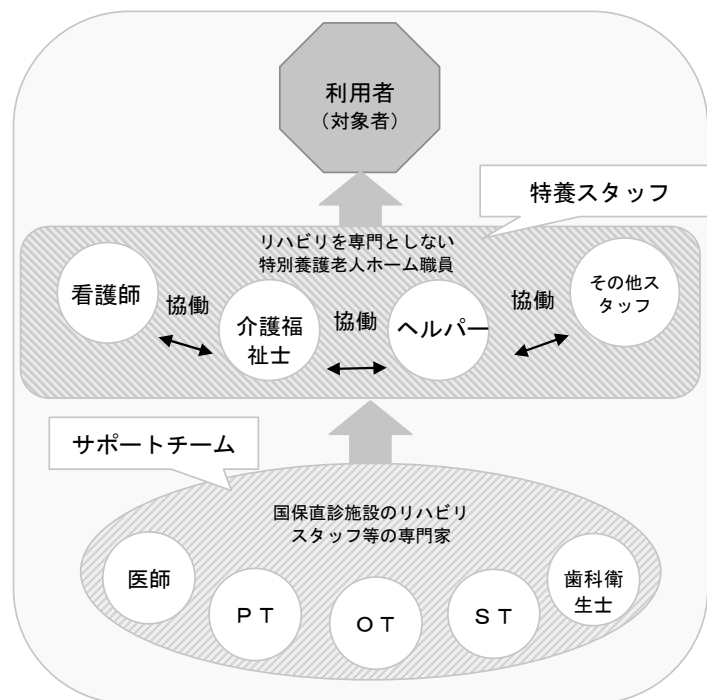 利用者
(対象者)
特養スタッフ
リハビリを専門としない
特別養護老人ホーム職員
看護師
協働
介護福
祉士
協働
ヘルパー
協働
その他ス
タッフ
サポートチーム
国保直診施設のリハビリ
スタッフ等の専門家
医師
ＰＴ
ＯＴ
ＳＴ
歯科衛
生士